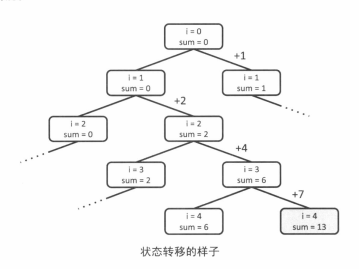 i = 0
sum = 0
+1
i = 1
sum = 0
i = 1
sum = 1
+2
i = 2
sum = 0
i = 2
sum = 2
+4
i = 3
sum = 2
i = 3
sum = 6
+7
i = 4
sum = 6
i = 4
sum = 13
状态转移的样子